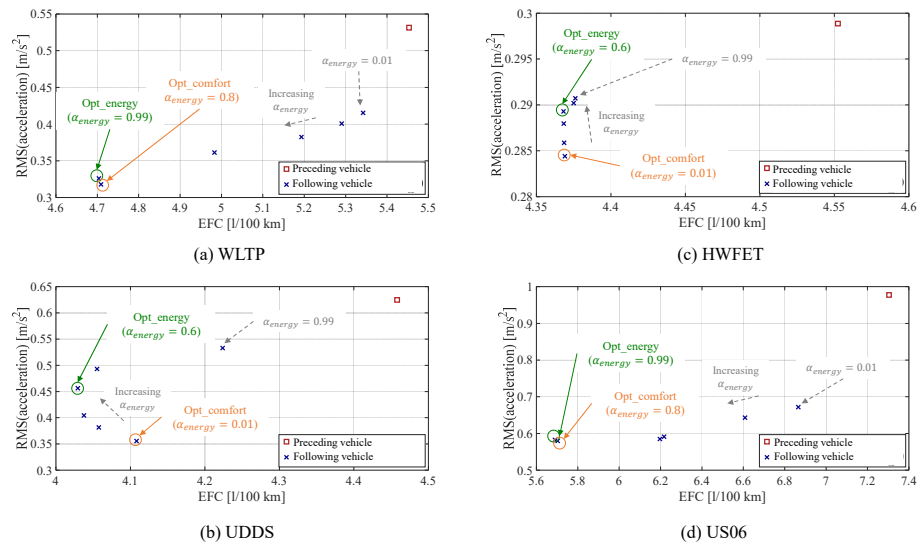 RMS(acceleration) [m/s²]
0.55
0.5
0.45
0.4
0.35
0.3
4.6 4.7 4.8 4.9 5 5.1 5.2 5.3 5.4 5.5
EFC [l/100 km]
Opt_energy
(α_energy = 0.99)
Opt_comfort
(α_energy = 0.8)
Increasing
α_energy
α_energy = 0.01
Preceding vehicle
Following vehicle
(a) WLTP
RMS(acceleration) [m/s²]
0.3
0.295
0.29
0.285
0.28
4.35 4.4 4.45 4.5 4.55 4.6
EFC [l/100 km]
Opt_energy
(α_energy = 0.6)
α_energy = 0.99
Increasing
α_energy
Opt_comfort
(α_energy = 0.01)
Preceding vehicle
Following vehicle
(c) HWFET
RMS(acceleration) [m/s²]
0.65
0.6
0.55
0.5
0.45
0.4
0.35
0.3
4 4.1 4.2 4.3 4.4 4.5
EFC [l/100 km]
Opt_energy
(α_energy = 0.6)
α_energy = 0.99
Increasing
α_energy
Opt_comfort
(α_energy = 0.01)
Preceding vehicle
Following vehicle
(b) UDDS
RMS(acceleration) [m/s²]
1
0.9
0.8
0.7
0.6
0.5
5.6 5.8 6 6.2 6.4 6.6 6.8 7 7.2 7.4
EFC [l/100 km]
Opt_energy
(α_energy = 0.99)
Opt_comfort
(α_energy = 0.8)
Increasing
α_energy
α_energy = 0.01
Preceding vehicle
Following vehicle
(d) US06